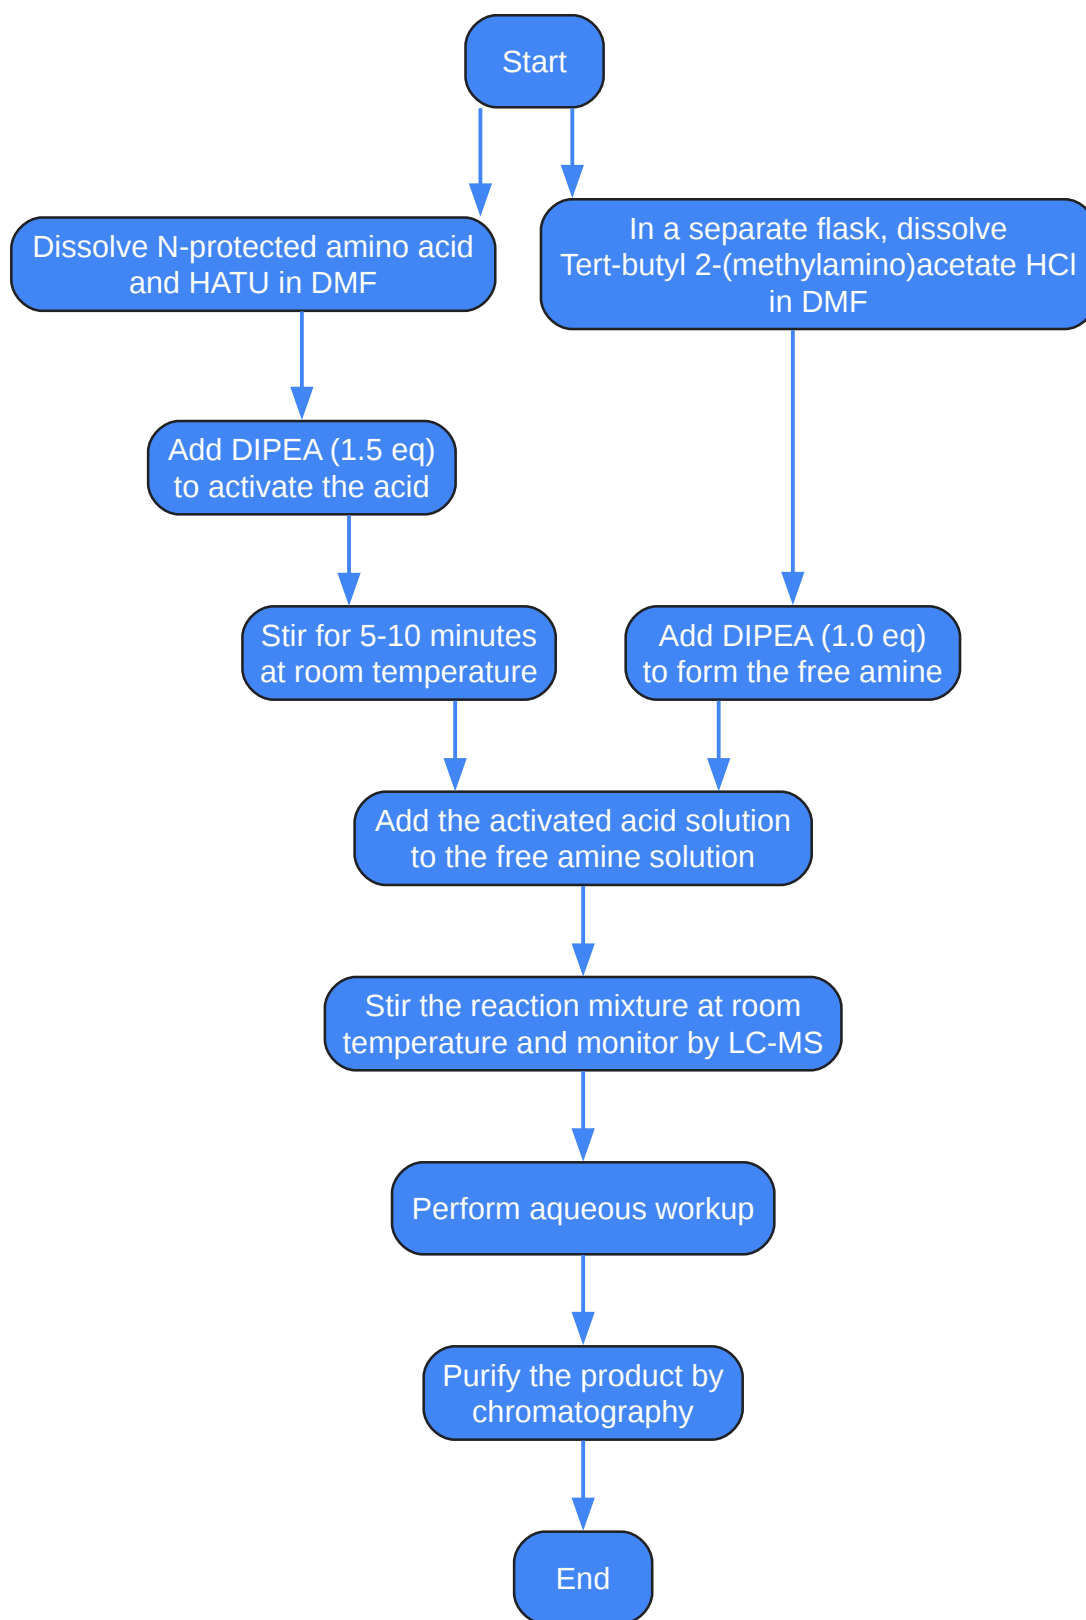 Start
Dissolve N-protected amino acid
and HATU in DMF
In a separate flask, dissolve
Tert-butyl 2-(methylamino)acetate HCl
in DMF
Add DIPEA (1.5 eq)
to activate the acid
Stir for 5-10 minutes
at room temperature
Add DIPEA (1.0 eq)
to form the free amine
Add the activated acid solution
to the free amine solution
Stir the reaction mixture at room
temperature and monitor by LC-MS
Perform aqueous workup
Purify the product by
chromatography
End